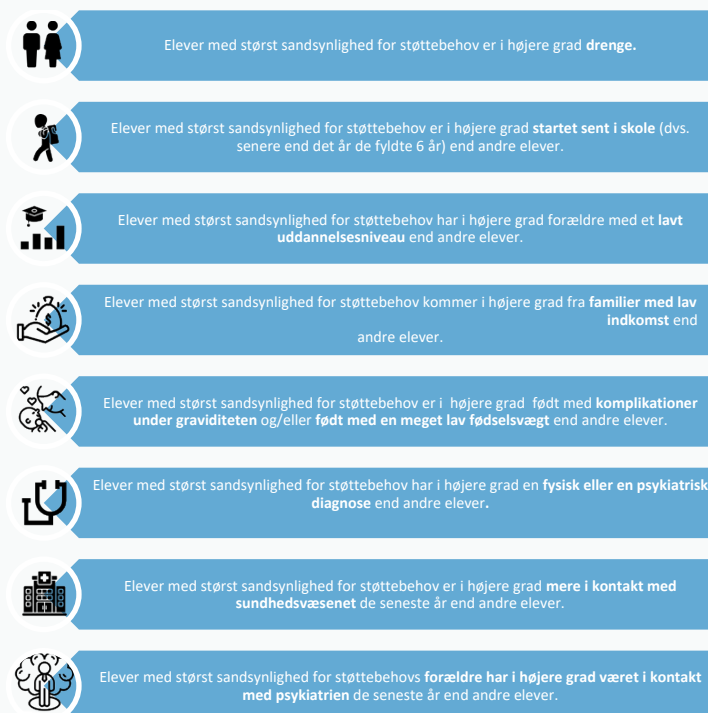 Elever med størst sandsynlighed for støttebehov er i højere grad drenge.
Elever med størst sandsynlighed for støttebehov er i højere grad startet sent i skole (dvs.
senere end det år de fyldte 6 år) end andre elever.
Elever med størst sandsynlighed for støttebehov har i højere grad forældre med et lavt
uddannelsesniveau end andre elever.
Elever med størst sandsynlighed for støttebehov kommer i højere grad fra familier med lav
indkomst end
andre elever.
Elever med størst sandsynlighed for støttebehov er i højere grad født med komplikationer
under graviditeten og/eller født med en meget lav fødselsvægt end andre elever.
Elever med størst sandsynlighed for støttebehov har i højere grad en fysisk eller en psykiatrisk
diagnose end andre elever.
Elever med størst sandsynlighed for støttebehov er i højere grad mere i kontakt med
sundhedsvæsenet de seneste år end andre elever.
Elever med størst sandsynlighed for støttebehovs forældre har i højere grad været i kontakt
med psykiatrien de seneste år end andre elever.